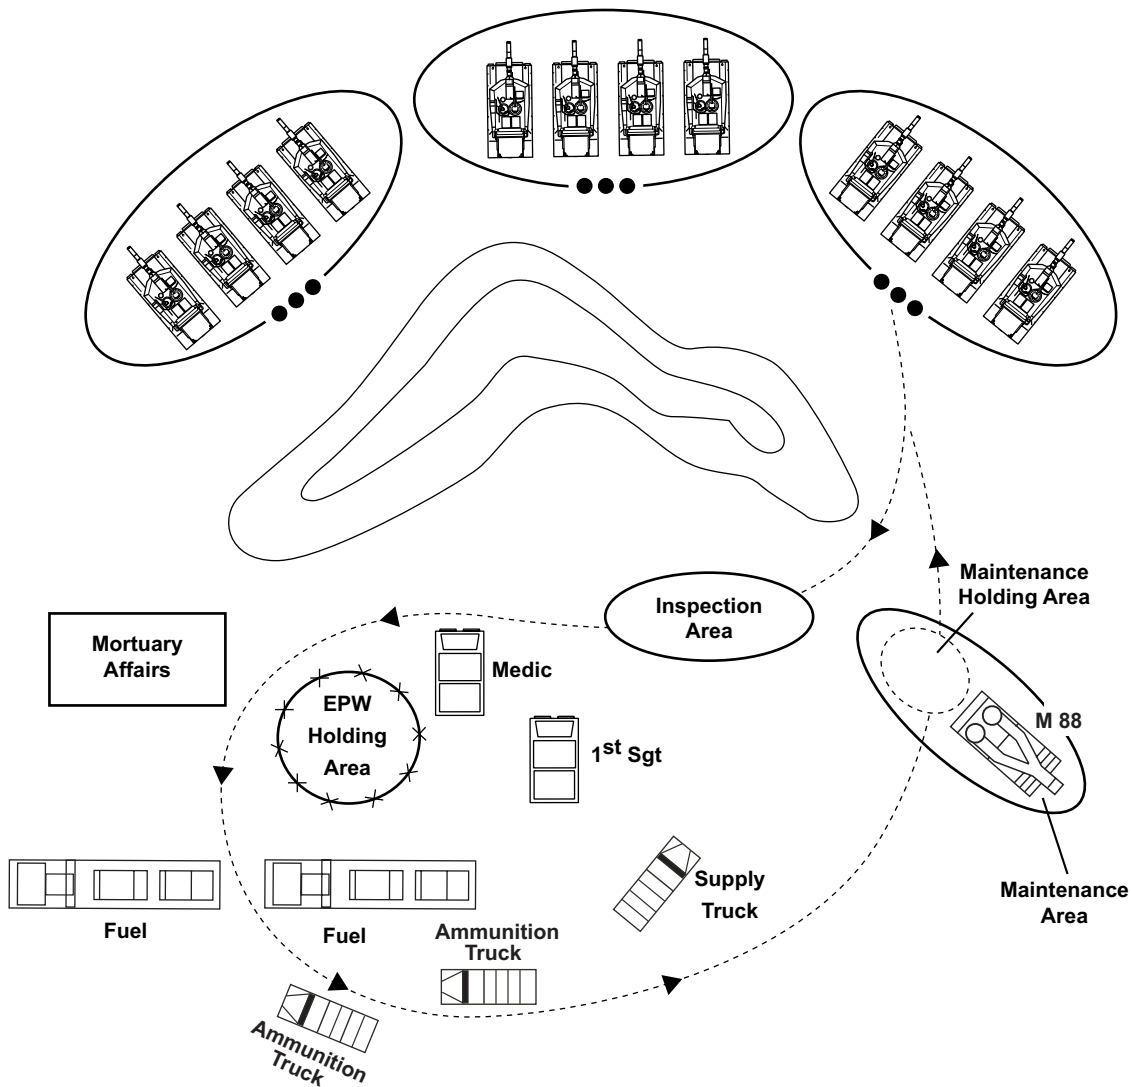 Maintenance
Holding Area
Inspection
Area
Mortuary
Affairs
Medic
EPW
Holding
Area
M 88
1st Sgt
Supply
Truck
Maintenance
Area
Fuel
Fuel
Ammunition
Truck
Ammunition
Truck